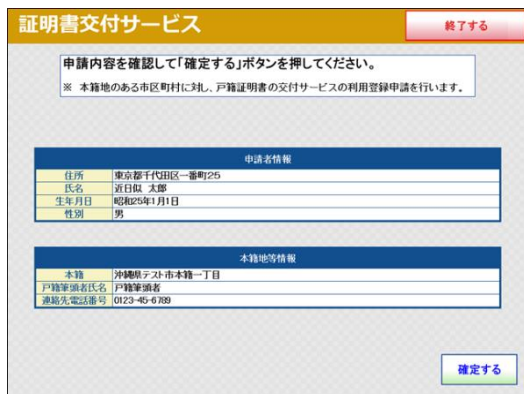 証明書交付サービス
終了する
申請内容を確認して「確定する」ボタンを押してください。
※ 本籍地のある市区町村に対し、戸籍証明書の交付サービスの利用登録申請を行います。
申請者情報
住所 東京都千代田区一番町25
氏名 近日似 太郎
生年月日 昭和25年1月1日
性別 男
本籍地等情報
本籍 沖縄県テスト市本籍一丁目
戸籍筆頭者氏名 戸籍筆頭者
連絡先電話番号 0123-45-6789
確定する